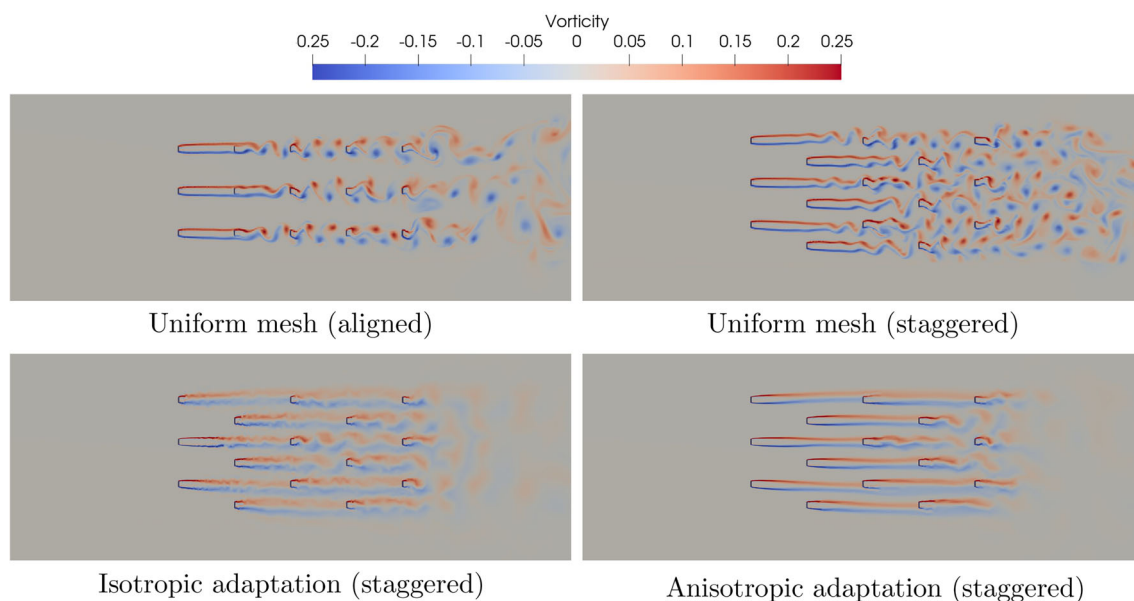 Vorticity
0.25 -0.2 -0.15 -0.1 -0.05 0 0.05 0.1 0.15 0.2 0.25
Uniform mesh (aligned)
Uniform mesh (staggered)
Isotropic adaptation (staggered)
Anisotropic adaptation (staggered)